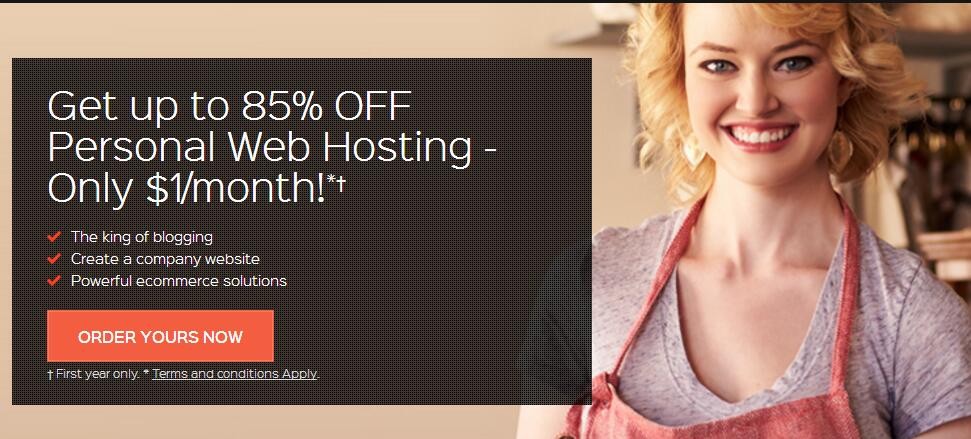 Get up to 85% OFF
Personal Web Hosting -
Only $1/month!*†
The king of blogging
Create a company website
Powerful ecommerce solutions
ORDER YOURS NOW
† First year only. * Terms and conditions Apply.